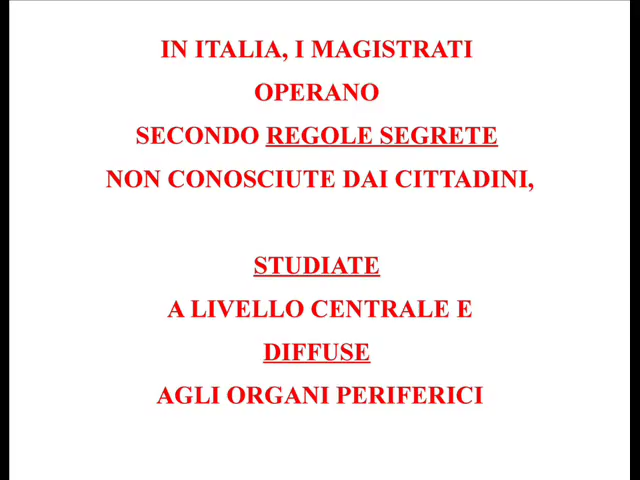 IN ITALIA, I MAGISTRATI
OPERANO
SECONDO REGOLE SEGRETE
NON CONOSCIUTE DAI CITTADINI,
STUDIATE
A LIVELLO CENTRALE E
DIFFUSE
AGLI ORGANI PERIFERICI